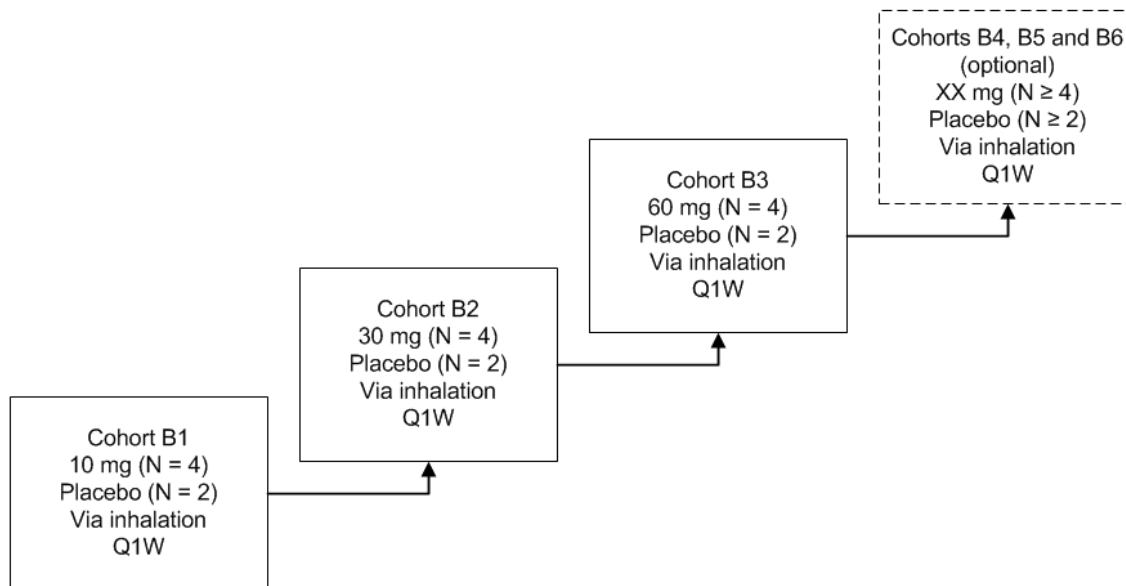 Cohorts B4, B5 and B6
(optional)
XX mg (N ≥ 4)
Placebo (N ≥ 2)
Via inhalation
Q1W
Cohort B3
60 mg (N = 4)
Placebo (N = 2)
Via inhalation
Q1W
Cohort B2
30 mg (N = 4)
Placebo (N = 2)
Via inhalation
Q1W
Cohort B1
10 mg (N = 4)
Placebo (N = 2)
Via inhalation
Q1W